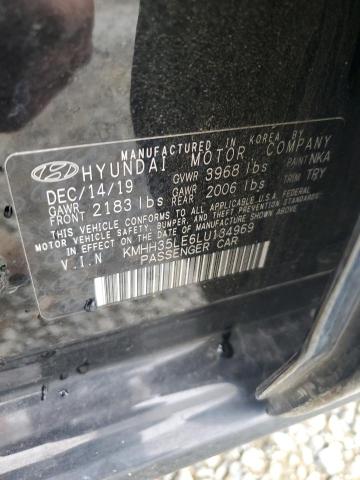 MANUFACTURED IN KOREA BY
HYUNDAI MOTOR COMPANY
DEC/14/19 GVWR 3968 lbs PAINT NKA
GAWR FRONT 2183 lbs GAWR REAR 2006 lbs TRIM TRY
THIS VEHICLE CONFORMS TO ALL APPLICABLE U.S. FEDERAL
MOTOR VEHICLE SAFETY, BUMPER, AND THEFT PREVENTION
STANDARDS IN EFFECT ON THE DATE OF MANUFACTURE SHOWN ABOVE.
V.I.N KMHH35LE6LU134969
PASSENGER CAR